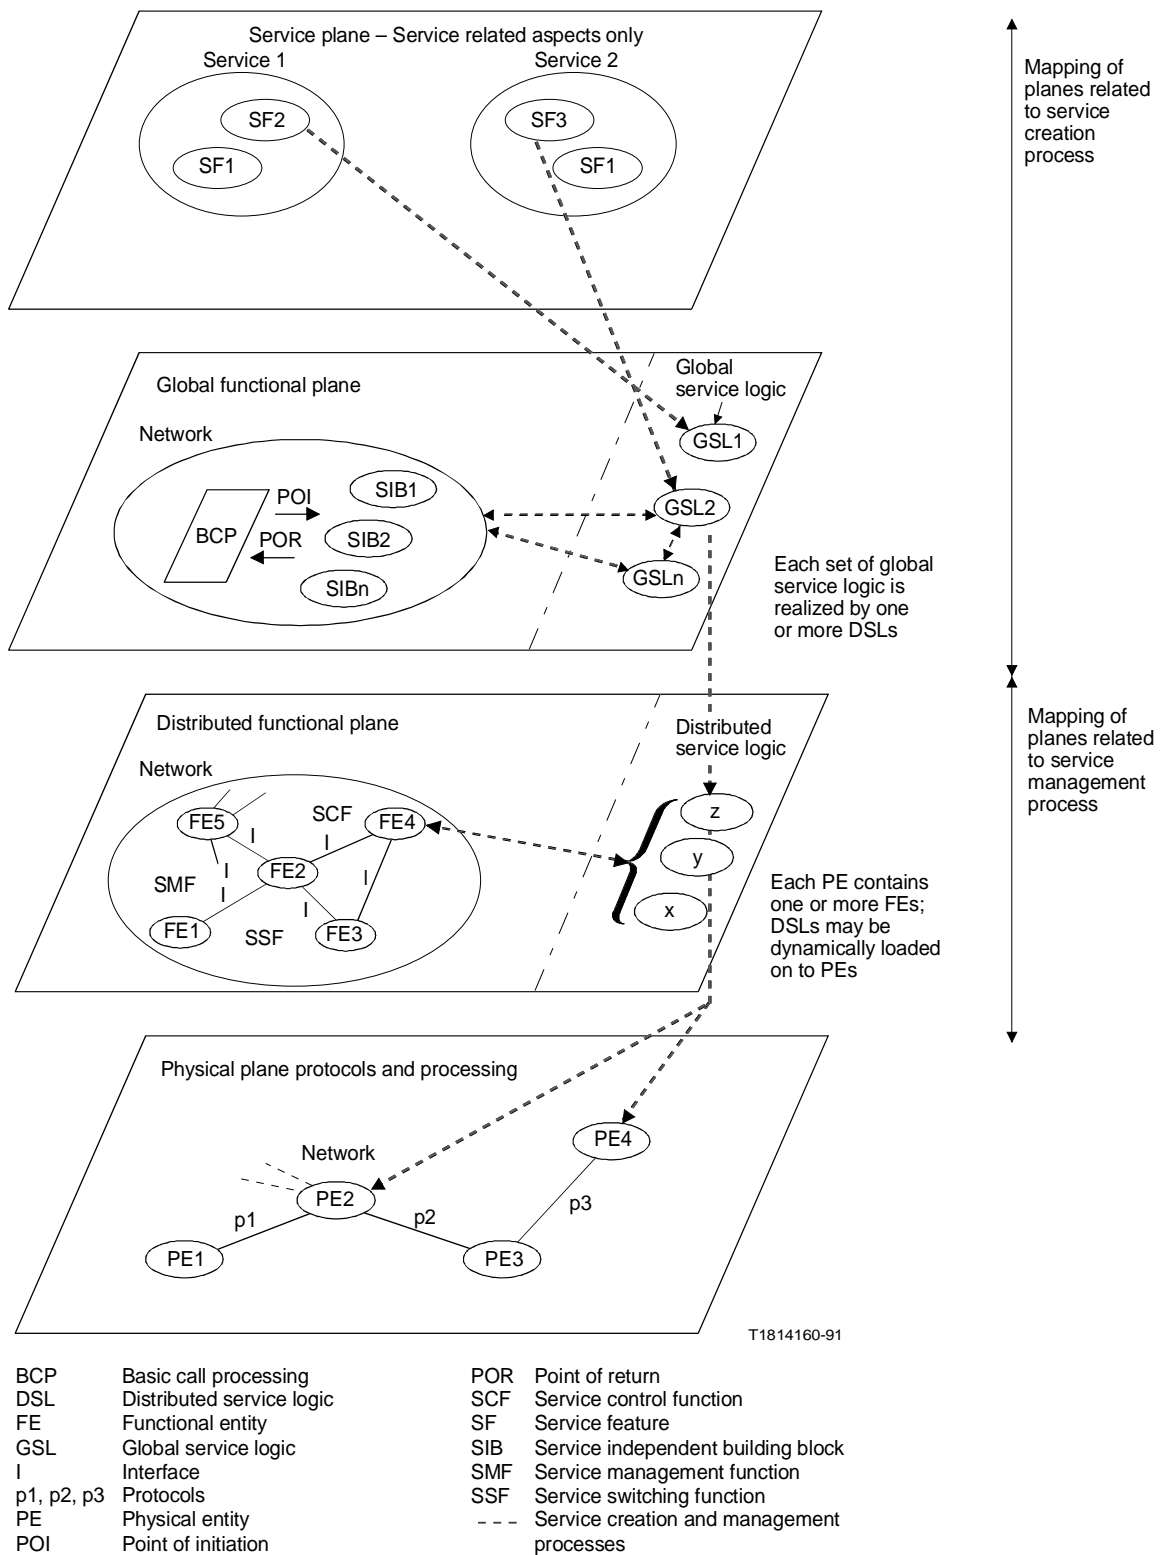 Service plane – Service related aspects only
Service 1
Service 2
SF2
SF1
SF3
SF1
Mapping of
planes related
to service
creation
process
Global functional plane
Global
service logic
Network
GSL1
SIB1
POI
GSL2
BCP
SIB2
POR
GSLn
SIBn
Each set of global
service logic is
realized by one
or more DSLs
Distributed functional plane
Distributed
service logic
Mapping of
planes related
to service
management
process
Network
SCF
FE5
FE4
I
I
z
FE2
I
I
SMF
I
y
I
FE1
SSF
FE3
x
Each PE contains
one or more FEs;
DSLs may be
dynamically loaded
on to PEs
Physical plane protocols and processing
PE4
Network
PE2
p3
p1
p2
PE1
PE3
T1814160-91
BCP Basic call processing
DSL Distributed service logic
FE Functional entity
GSL Global service logic
I Interface
p1, p2, p3 Protocols
PE Physical entity
POI Point of initiation
POR Point of return
SCF Service control function
SF Service feature
SIB Service independent building block
SMF Service management function
SSF Service switching function
Service creation and management
processes